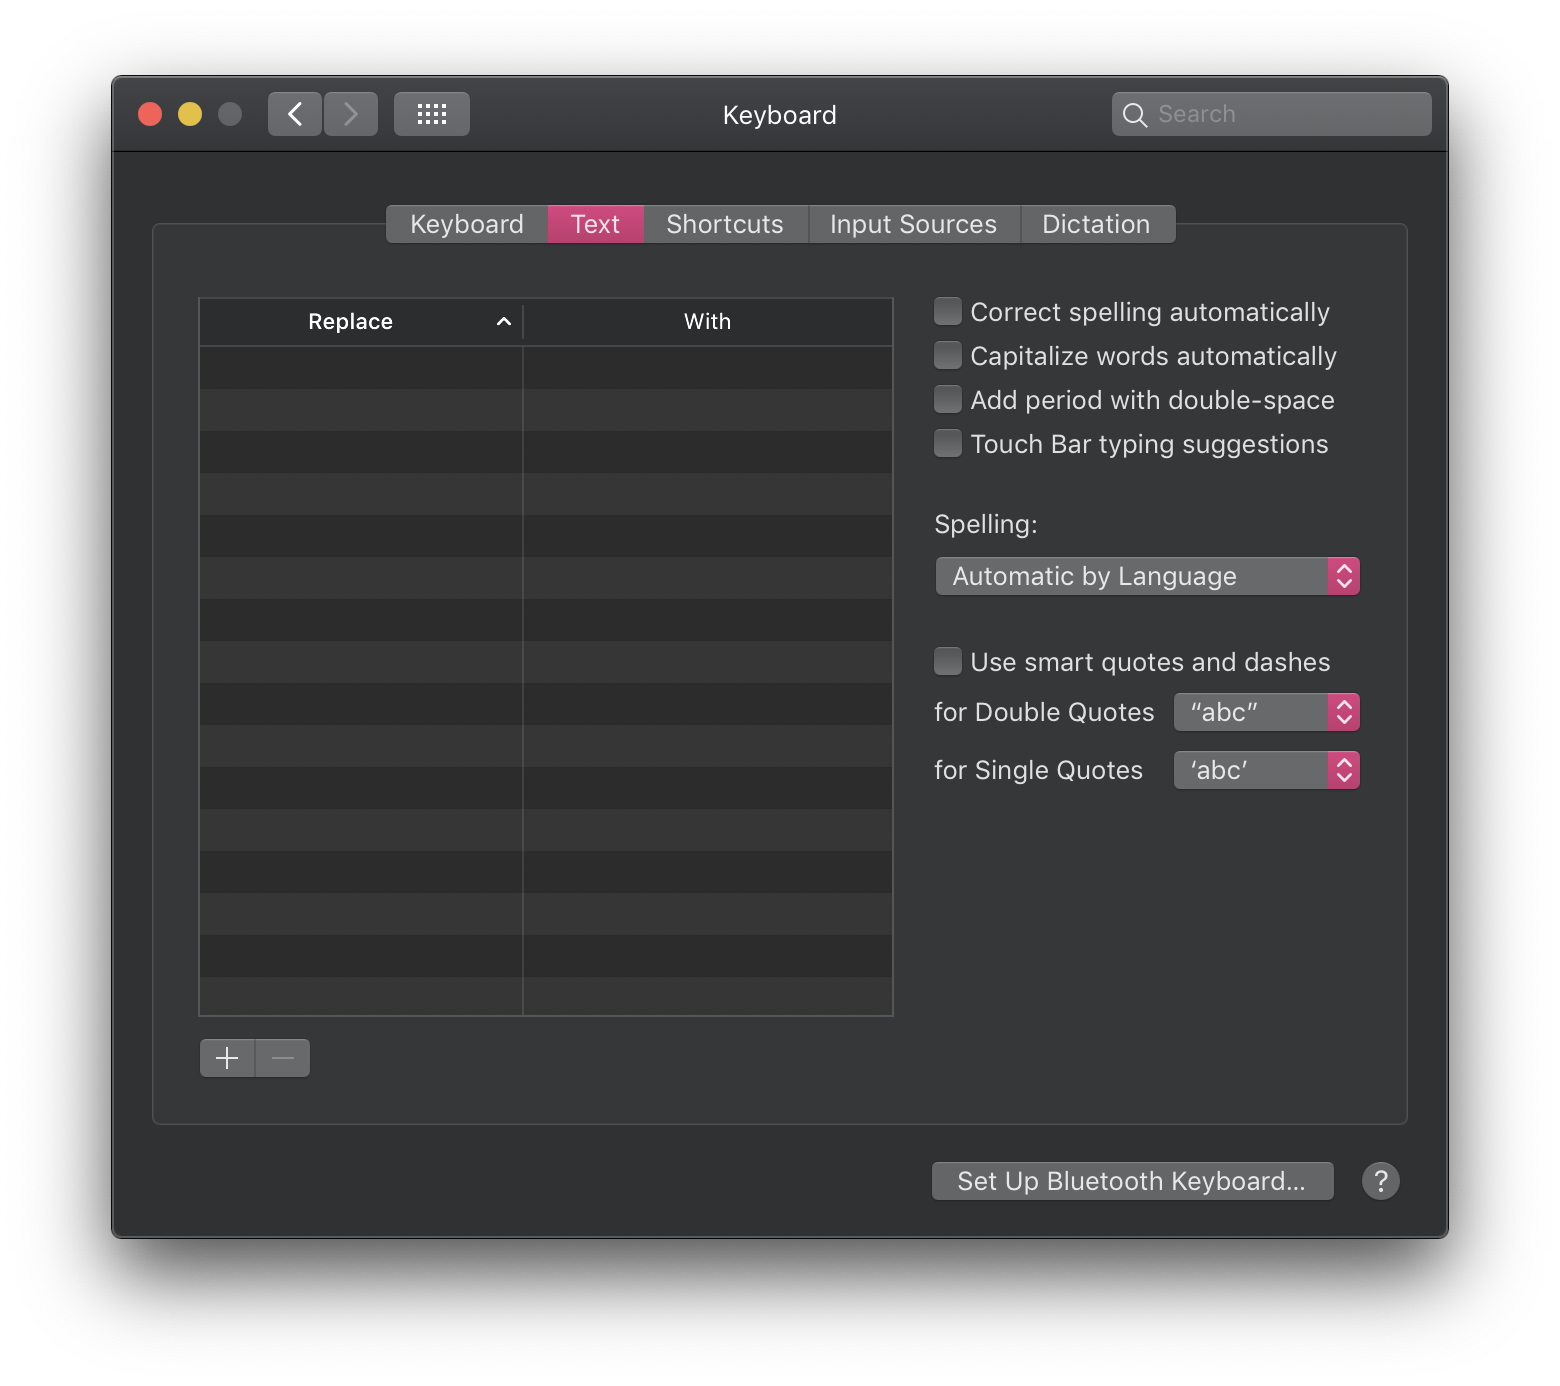 Keyboard
Search
Keyboard Text Shortcuts Input Sources Dictation
Replace With
Correct spelling automatically
Capitalize words automatically
Add period with double-space
Touch Bar typing suggestions
Spelling:
Automatic by Language
Use smart quotes and dashes
for Double Quotes “abc”
for Single Quotes ‘abc’
Set Up Bluetooth Keyboard... ?